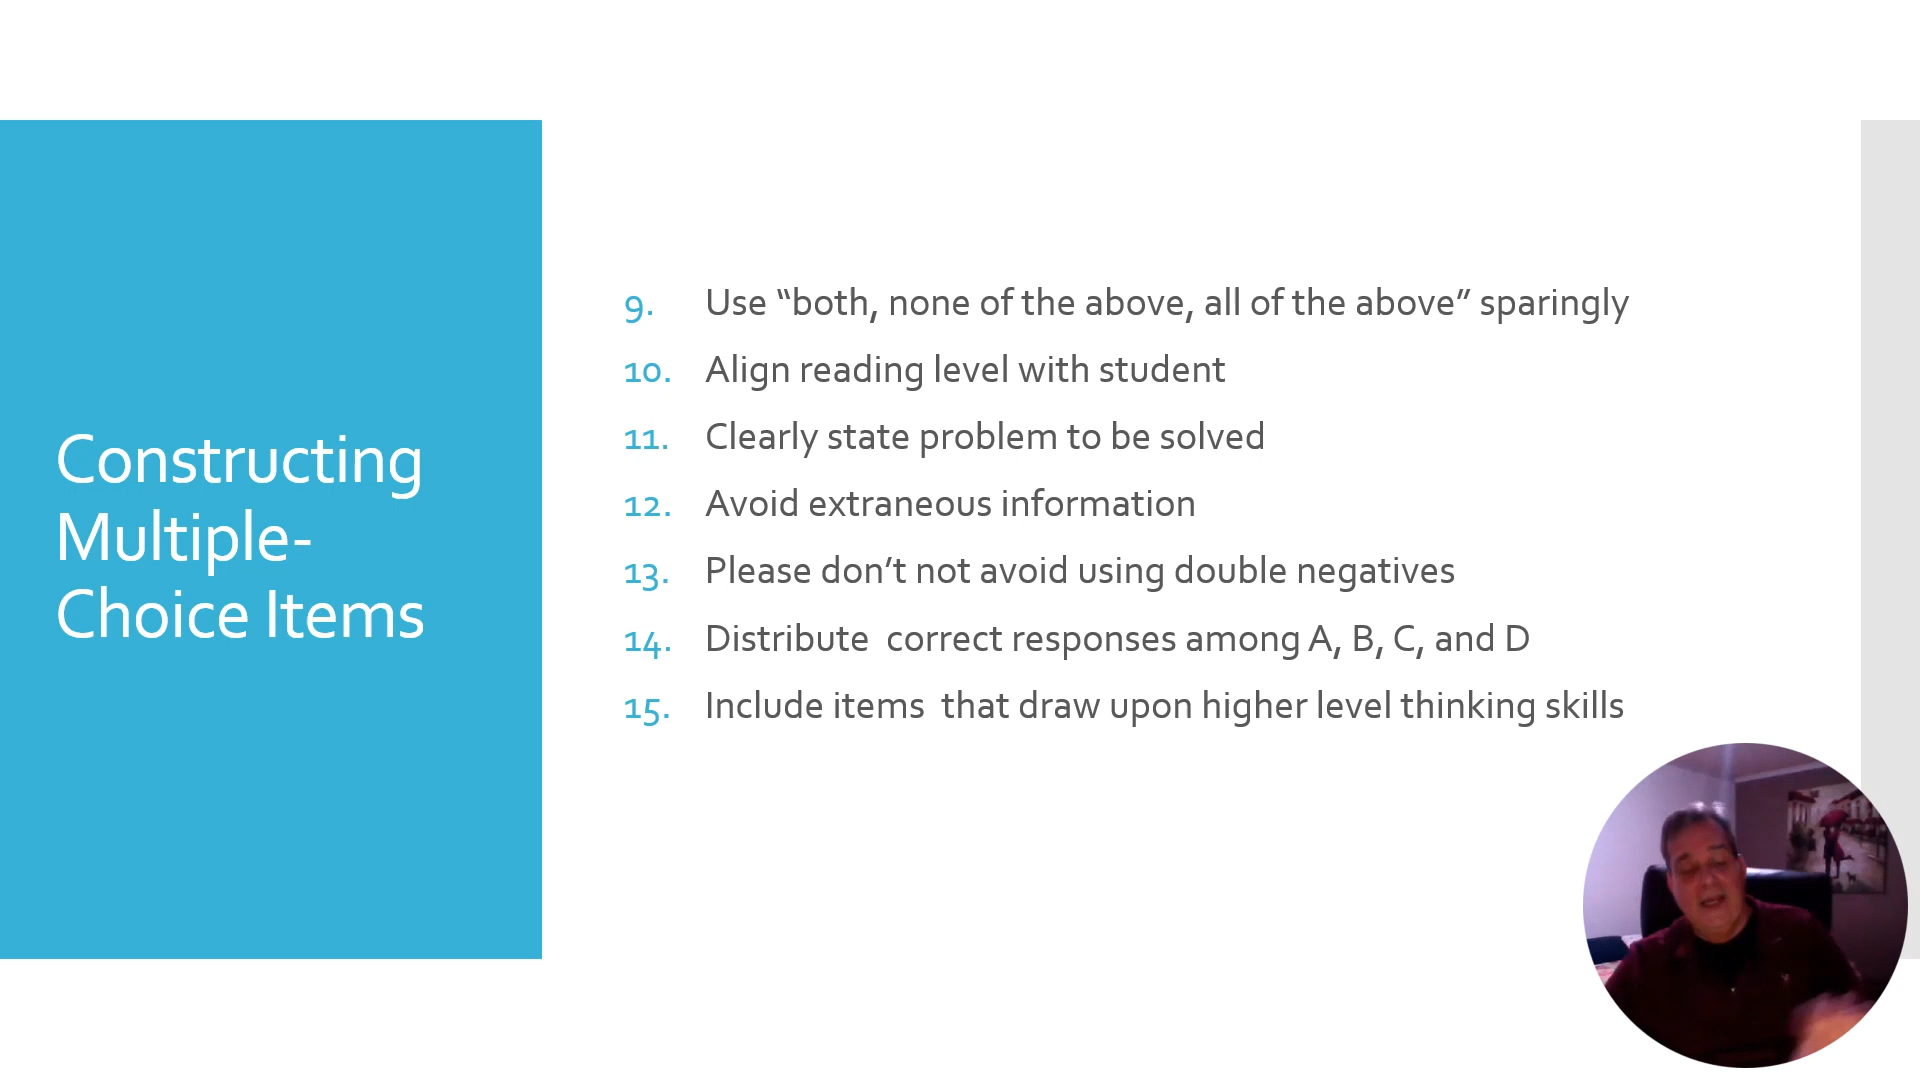 Constructing
Multiple-
Choice Items
9. Use “both, none of the above, all of the above” sparingly
10. Align reading level with student
11. Clearly state problem to be solved
12. Avoid extraneous information
13. Please don’t not avoid using double negatives
14. Distribute  correct responses among A, B, C, and D
15. Include items  that draw upon higher level thinking skills